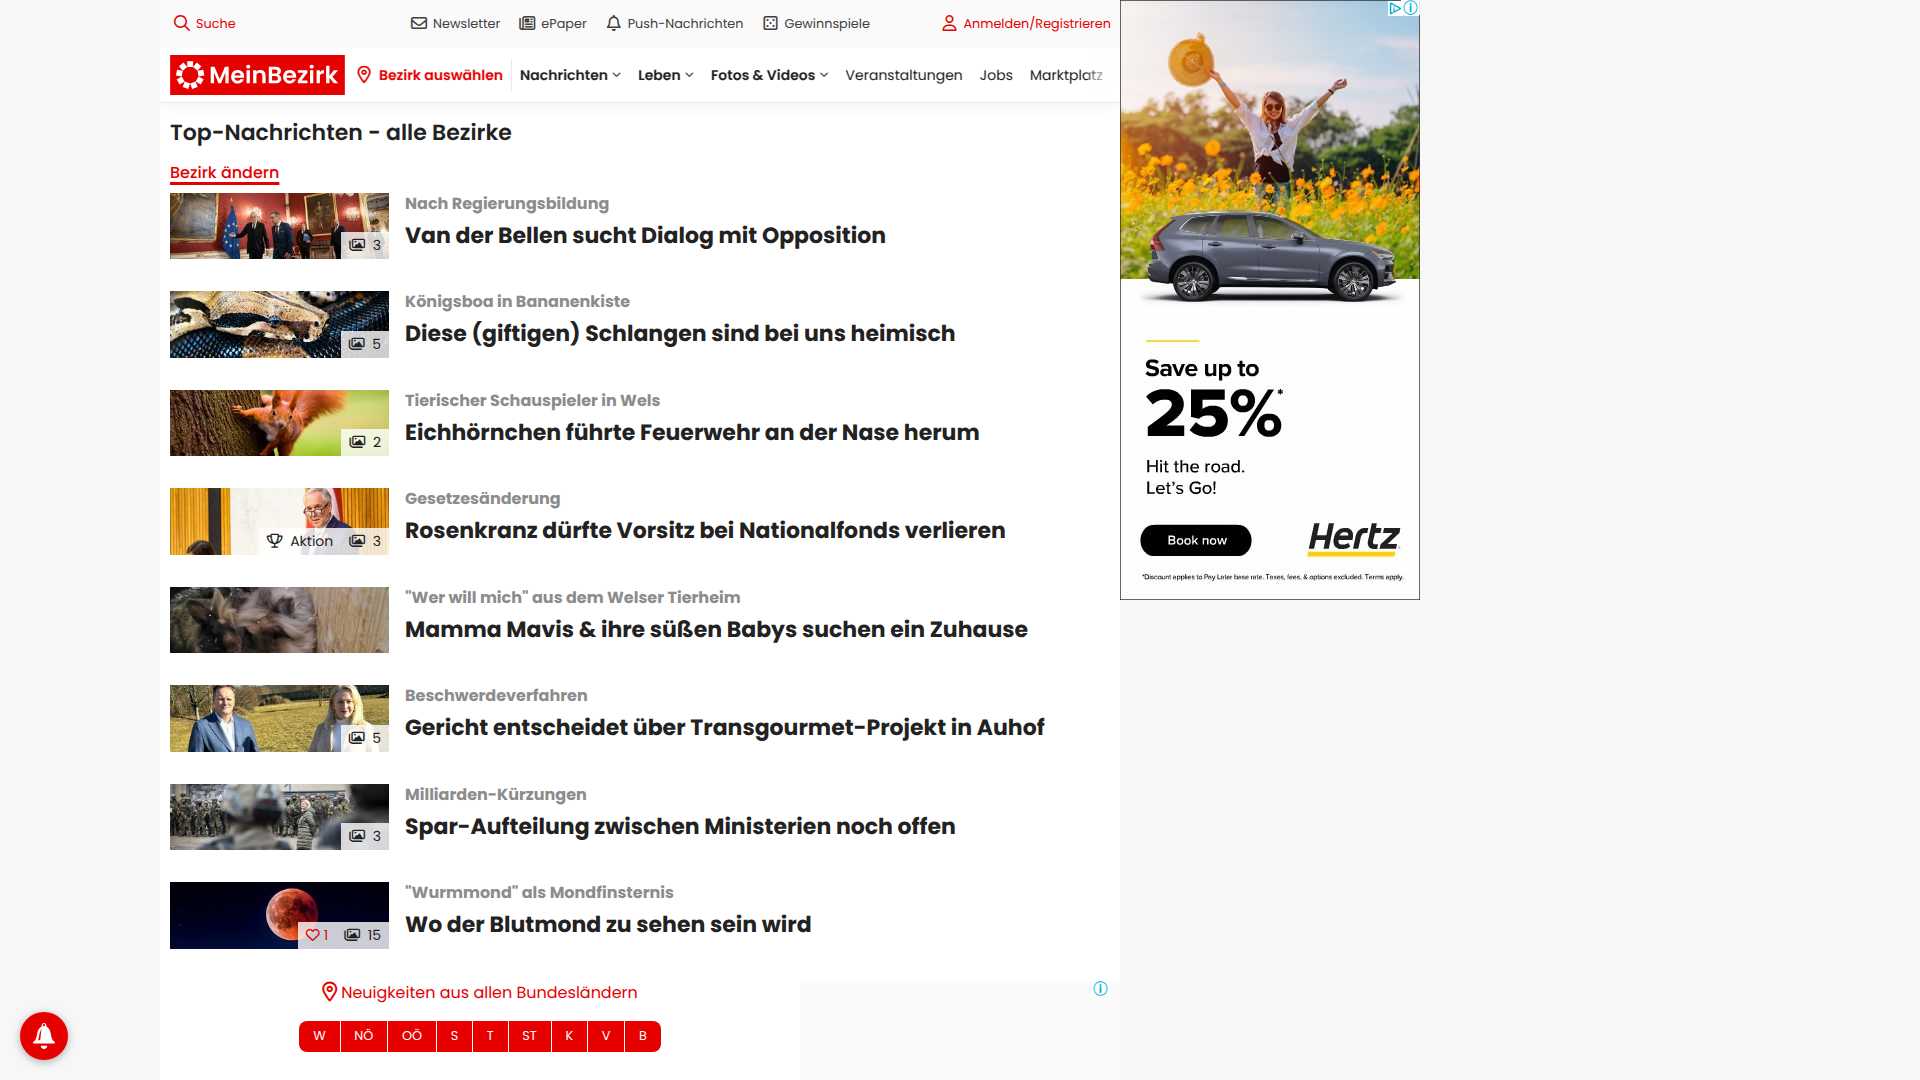 Suche
Newsletter
ePaper
Push-Nachrichten
Gewinnspiele
Anmelden/Registrieren
MeinBezirk
Bezirk auswählen
Nachrichten
Leben
Fotos & Videos
Veranstaltungen
Jobs
Marktplatz
Top-Nachrichten - alle Bezirke
Bezirk ändern
3
Nach Regierungsbildung
Van der Bellen sucht Dialog mit Opposition
5
Königsboa in Bananenkiste
Diese (giftigen) Schlangen sind bei uns heimisch
2
Tierischer Schauspieler in Wels
Eichhörnchen führte Feuerwehr an der Nase herum
Aktion 3
Gesetzesänderung
Rosenkranz dürfte Vorsitz bei Nationalfonds verlieren
"Wer will mich" aus dem Welser Tierheim
Mamma Mavis & ihre süßen Babys suchen ein Zuhause
5
Beschwerdeverfahren
Gericht entscheidet über Transgourmet-Projekt in Auhof
3
Milliarden-Kürzungen
Spar-Aufteilung zwischen Ministerien noch offen
1 15
"Wurmmond" als Mondfinsternis
Wo der Blutmond zu sehen sein wird
Neuigkeiten aus allen Bundesländern
W NÖ OÖ S T ST K V B
Save up to
25%*
Hit the road.
Let's Go!
Book now
Hertz
*Discount applies to Pay Later base rate. Taxes, fees, & options excluded. Terms apply.